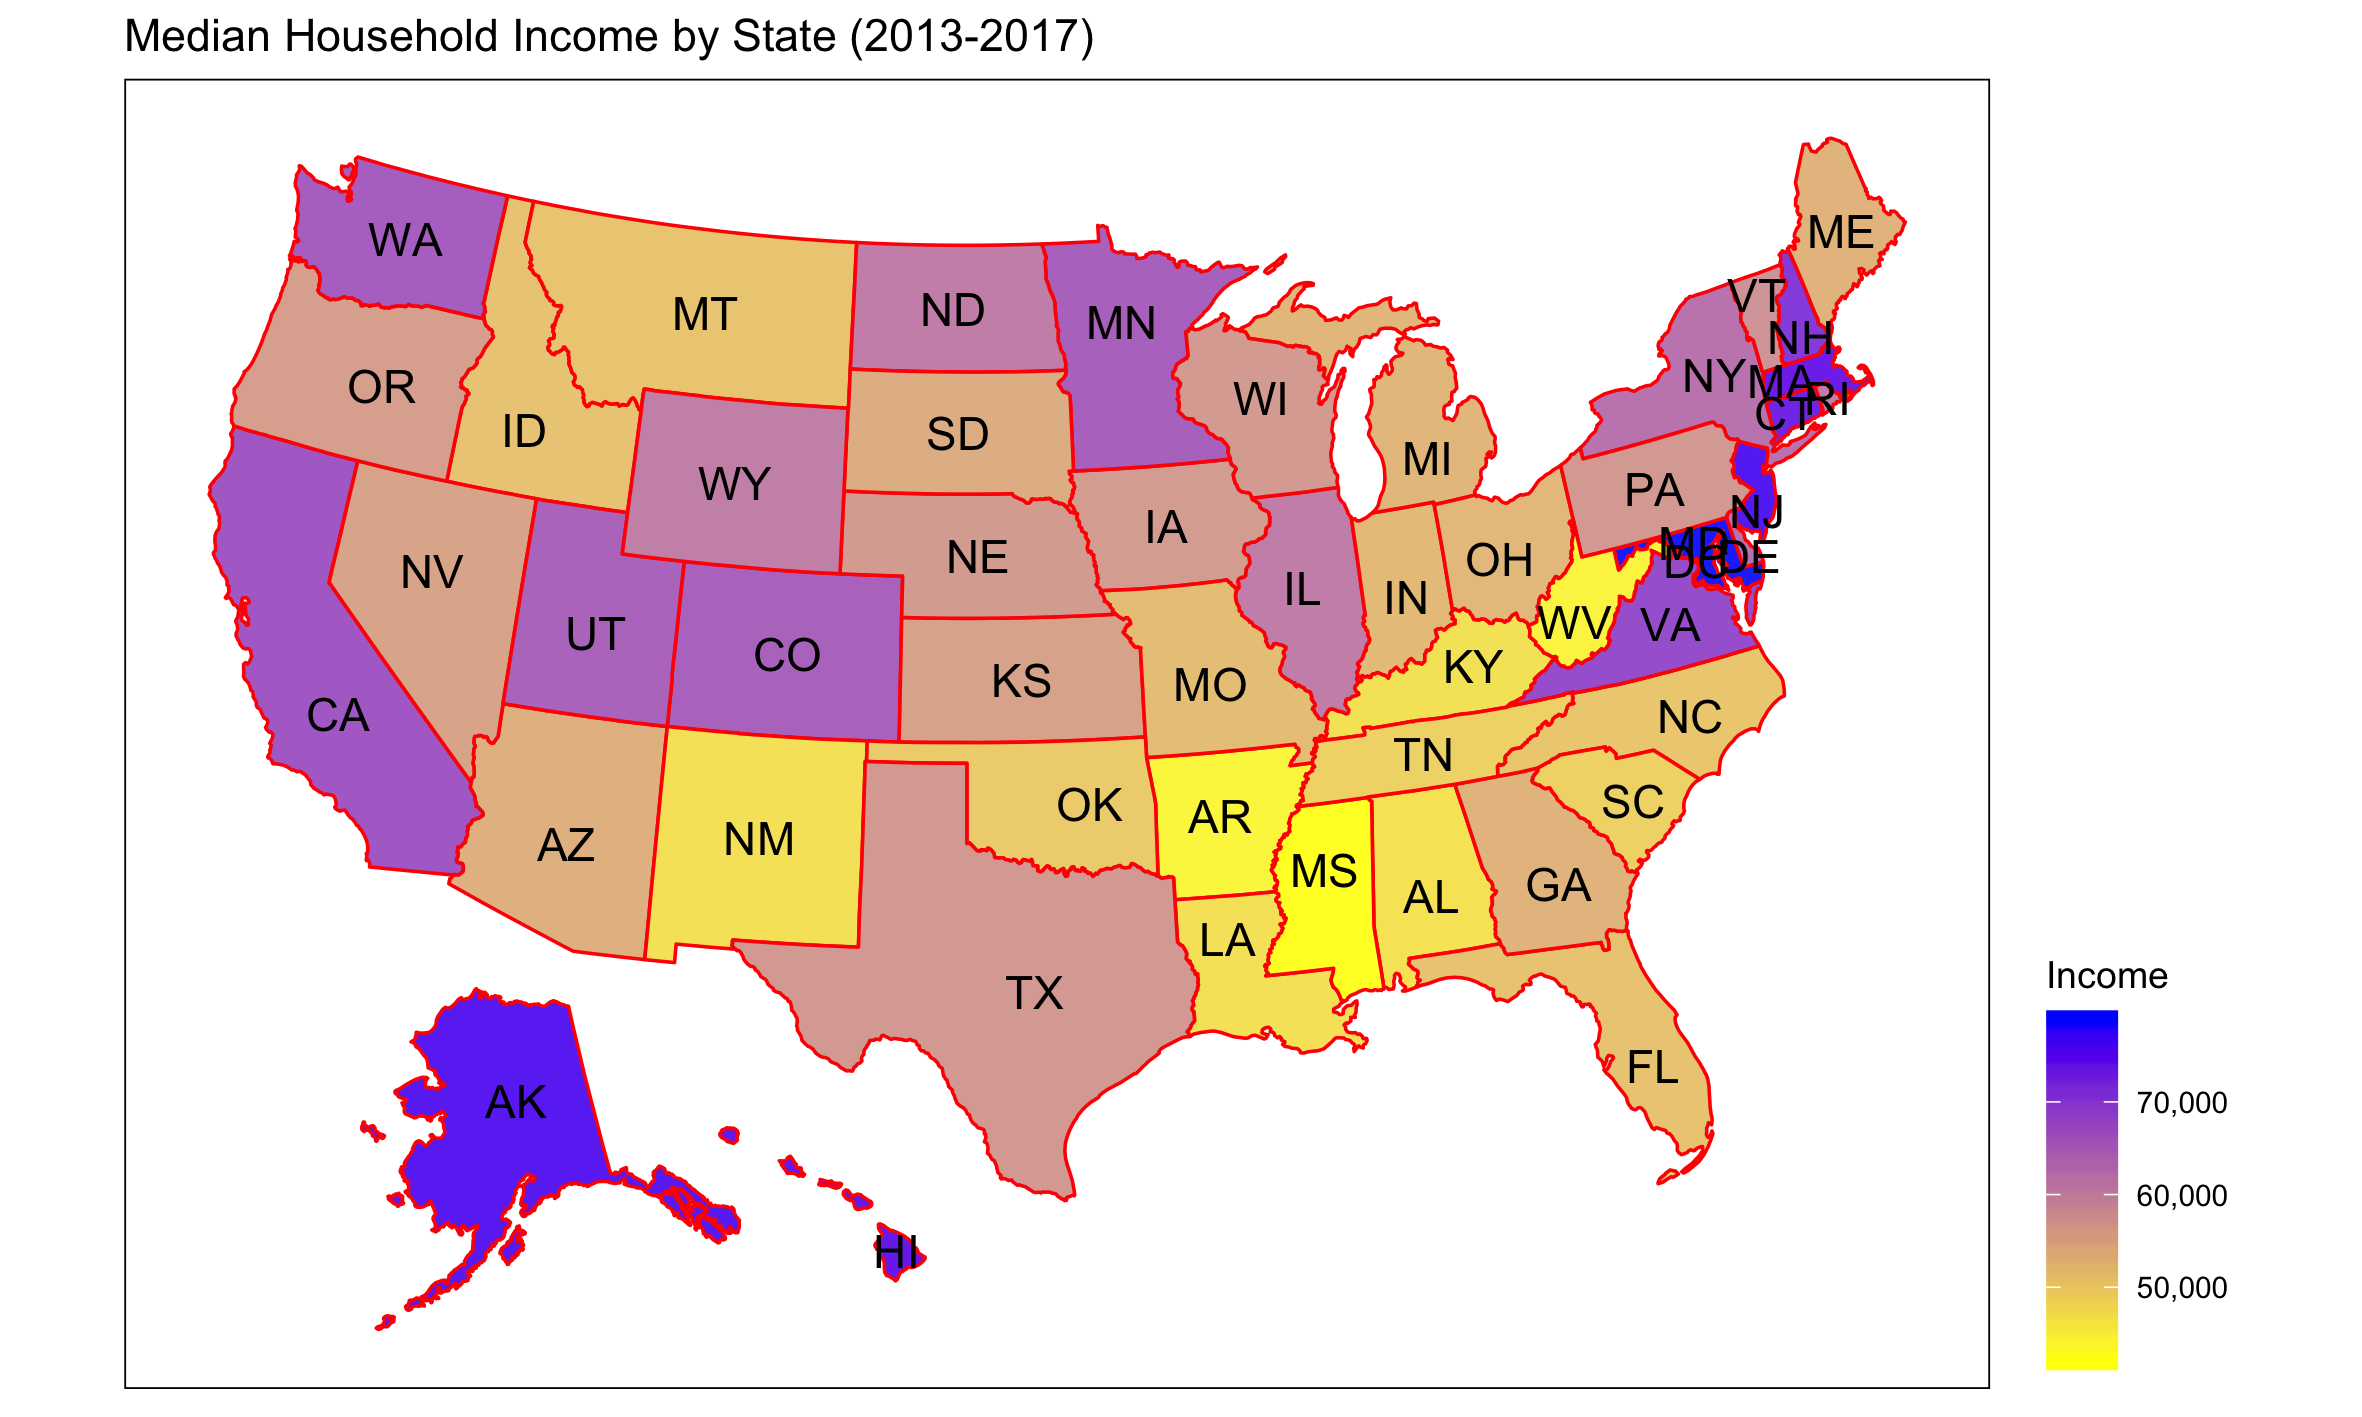 Median Household Income by State (2013-2017)
ME
WA
VT
MT
ND
MN
NH
OR
NY
MA
WI
RI
CT
ID
SD
MI
WY
PA
NJ
IA
MD
NE
OH
DC
DE
NV
IL
IN
WV
VA
UT
CO
KY
KS
MO
CA
NC
TN
OK
SC
AR
NM
AZ
MS
GA
AL
LA
TX
FL
AK
HI
Income
70,000
60,000
50,000